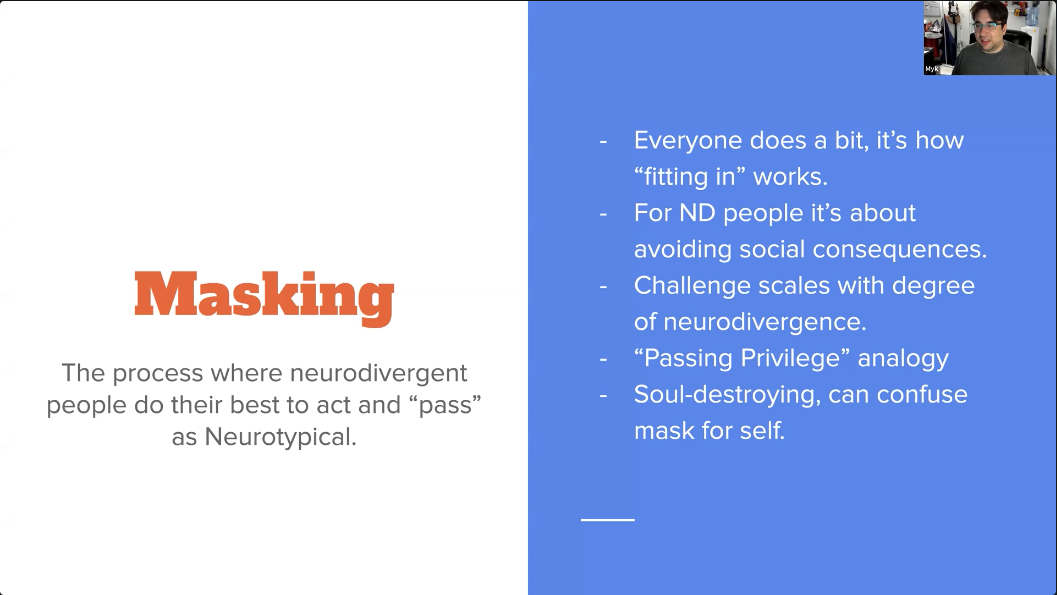 Masking
The process where neurodivergent
people do their best to act and “pass”
as Neurotypical.
- Everyone does a bit, it’s how
“fitting in” works.
- For ND people it’s about
avoiding social consequences.
- Challenge scales with degree
of neurodivergence.
- “Passing Privilege” analogy
- Soul-destroying, can confuse
mask for self.